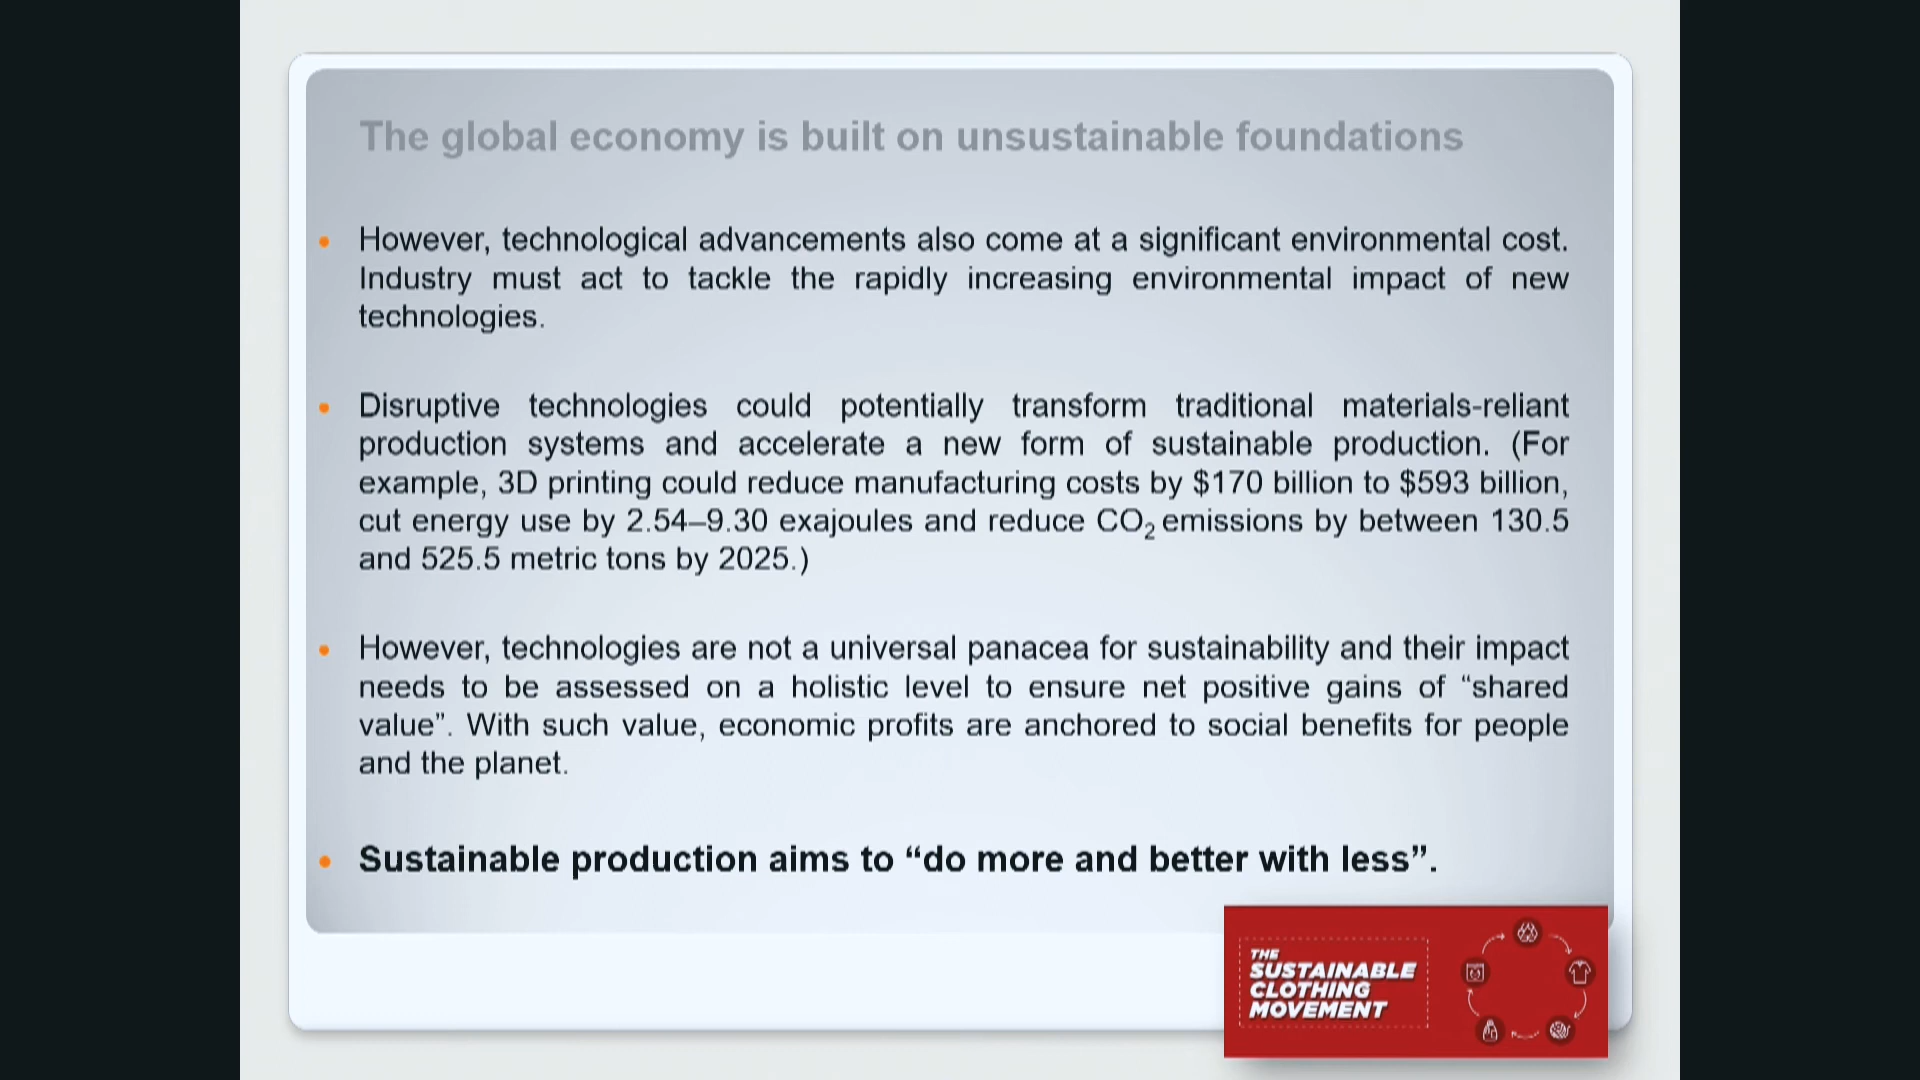 The global economy is built on unsustainable foundations
However, technological advancements also come at a significant environmental cost.
Industry must act to tackle the rapidly increasing environmental impact of new
technologies.
Disruptive technologies could potentially transform traditional materials-reliant
production systems and accelerate a new form of sustainable production. (For
example, 3D printing could reduce manufacturing costs by $170 billion to $593 billion,
cut energy use by 2.54–9.30 exajoules and reduce CO₂ emissions by between 130.5
and 525.5 metric tons by 2025.)
However, technologies are not a universal panacea for sustainability and their impact
needs to be assessed on a holistic level to ensure net positive gains of “shared
value”. With such value, economic profits are anchored to social benefits for people
and the planet.
Sustainable production aims to “do more and better with less”.
THE
SUSTAINABLE
CLOTHING
MOVEMENT